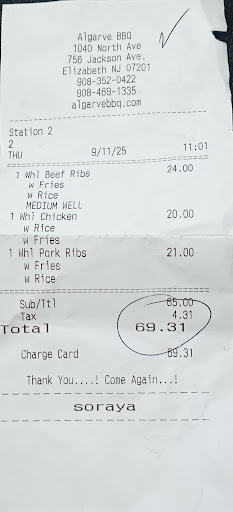 Algarve BBQ
1040 North Ave
756 Jackson Ave.
Elizabeth NJ 07201
908-352-0422
908-469-1335
algarvebbq.com
Station 2
2
THU 9/11/25 11:01
1 Whl Beef Ribs 24.00
w Fries
w Rice
MEDIUM WELL
1 Whl Chicken 20.00
w Rice
w Fries
1 Whl Pork Ribs 21.00
w Fries
w Rice
Sub/Ttl 65.00
Tax 4.31
Total 69.31
Charge Card 69.31
Thank You....! Come Again...!
soraya